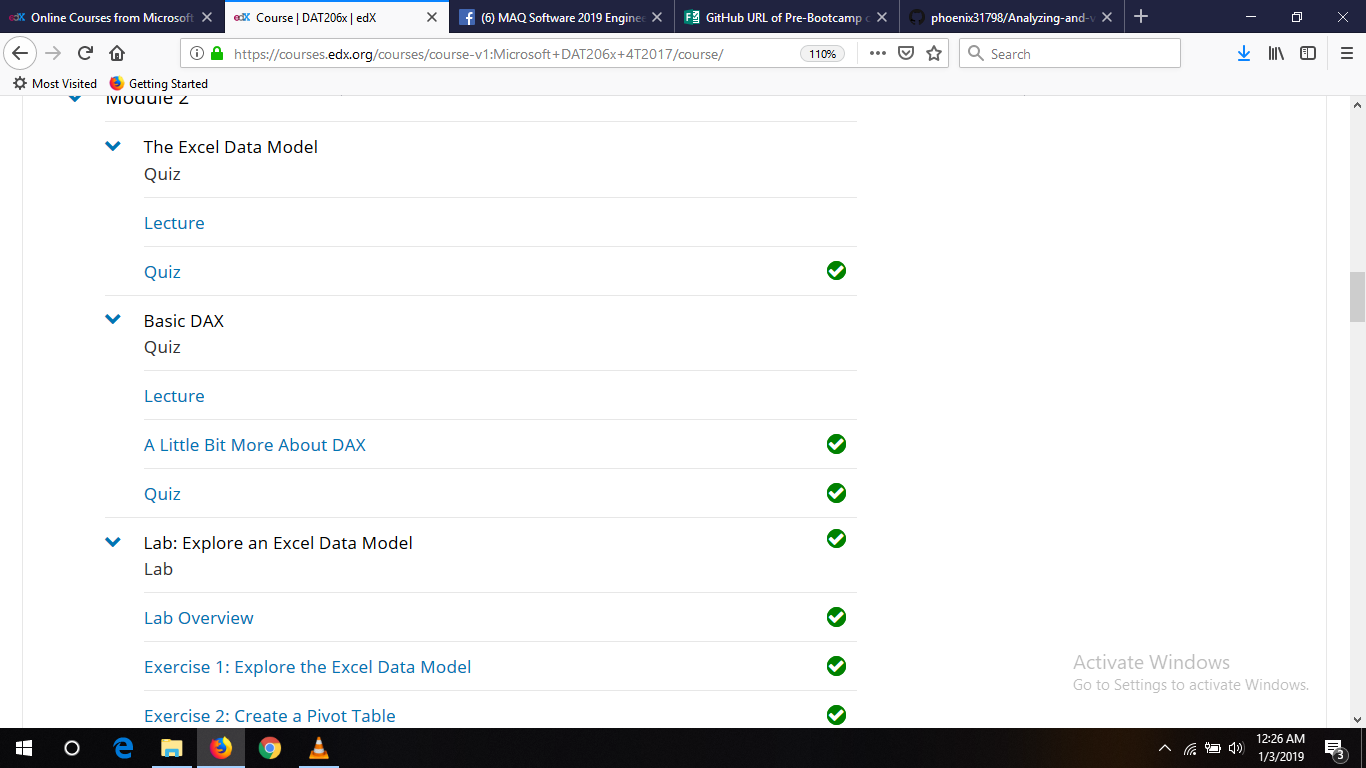 Online Courses from Microsoft
Course | DAT206x | edX
(6) MAQ Software 2019 Enginee
GitHub URL of Pre-Bootcamp c
phoenix31798/Analyzing-and-v
https://courses.edx.org/courses/course-v1:Microsoft+DAT206x+4T2017/course/
110%
Search
Most Visited
Getting Started
Module 2
The Excel Data Model
Quiz
Lecture
Quiz
Basic DAX
Quiz
Lecture
A Little Bit More About DAX
Quiz
Lab: Explore an Excel Data Model
Lab
Lab Overview
Exercise 1: Explore the Excel Data Model
Exercise 2: Create a Pivot Table
Activate Windows
Go to Settings to activate Windows.
12:26 AM
1/3/2019
3